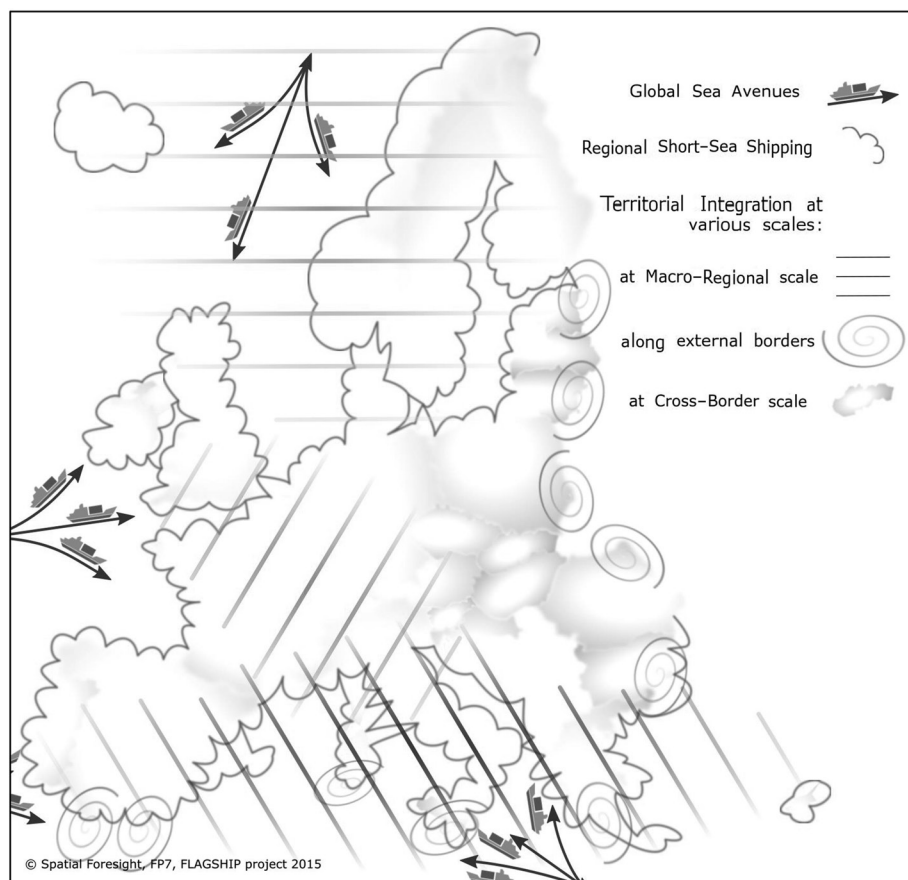 Global Sea Avenues
Regional Short-Sea Shipping
Territorial Integration at
various scales:
at Macro-Regional scale
along external borders
at Cross-Border scale
© Spatial Foresight, FP7, FLAGSHIP project 2015